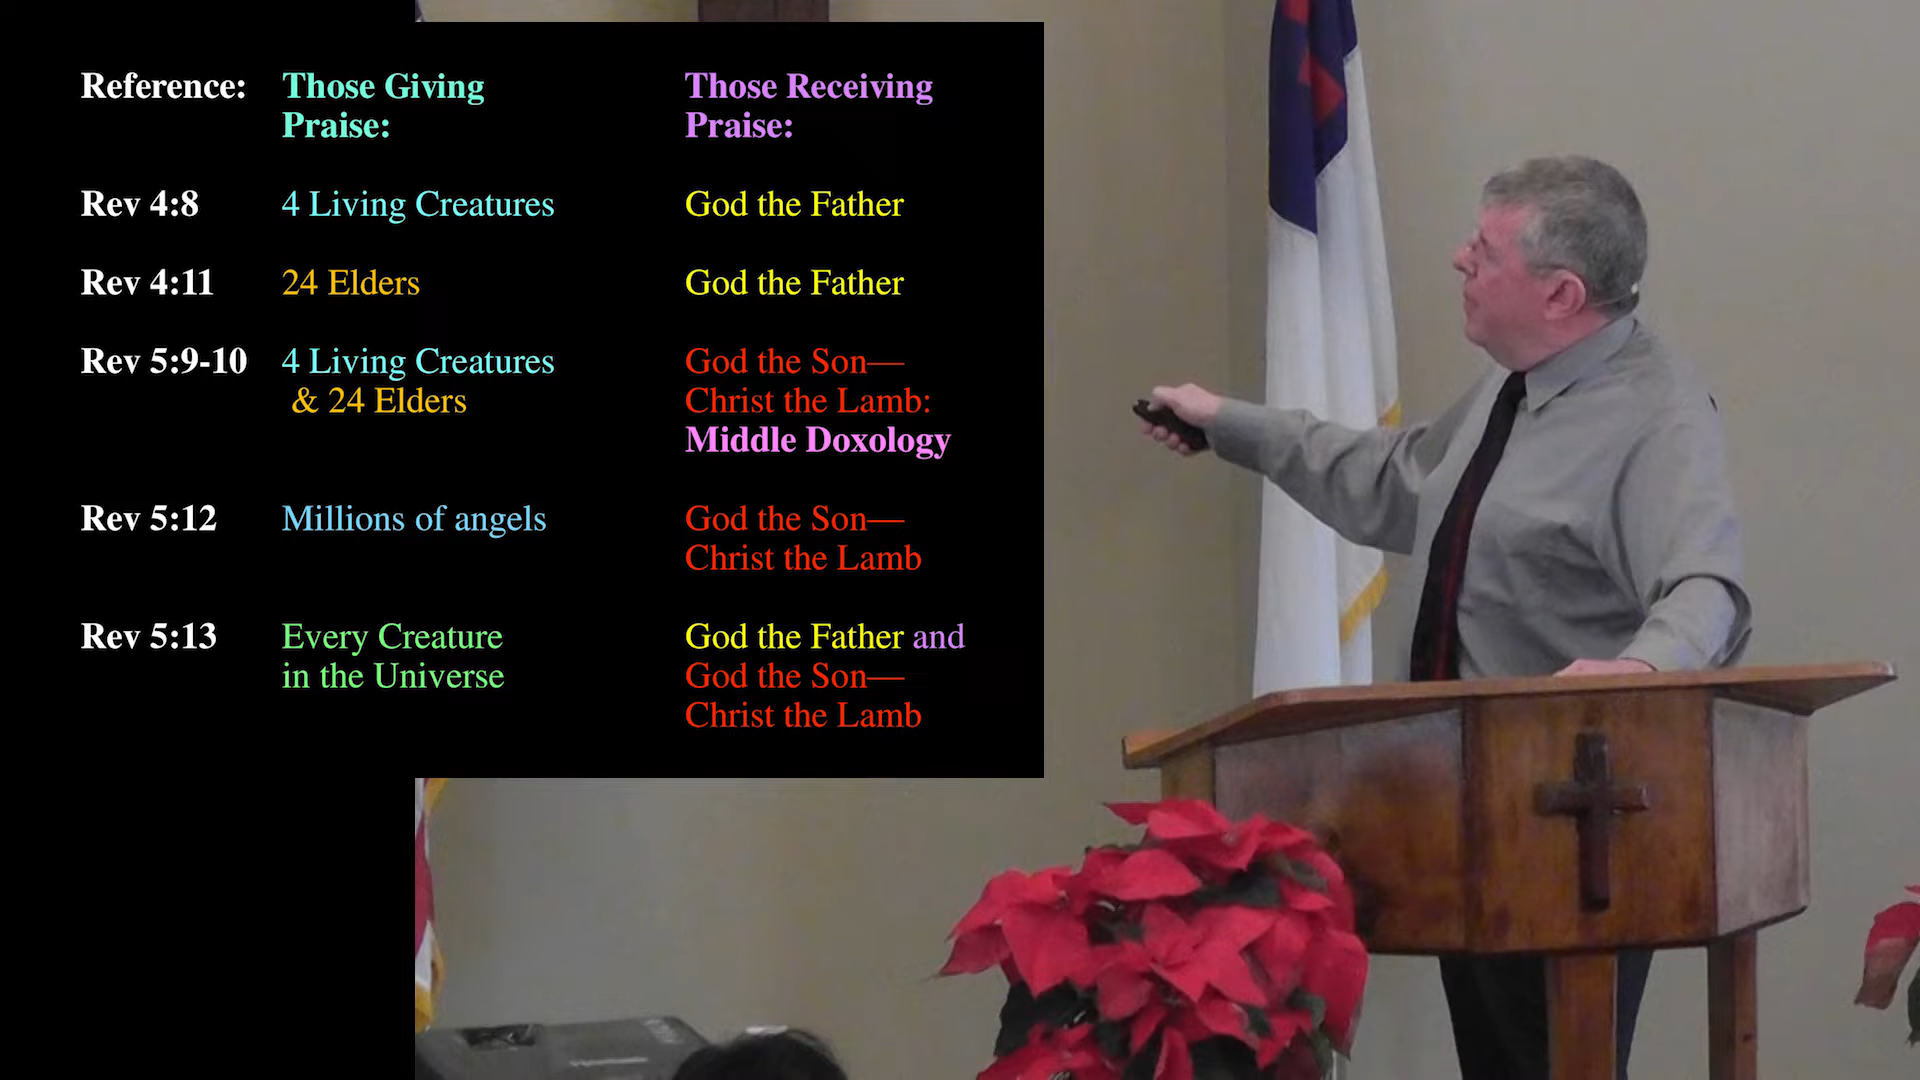 Reference: Those Giving Those Receiving
Praise: Praise:
Rev 4:8 4 Living Creatures God the Father
Rev 4:11 24 Elders God the Father
Rev 5:9-10 4 Living Creatures God the Son—
& 24 Elders Christ the Lamb:
Middle Doxology
Rev 5:12 Millions of angels God the Son—
Christ the Lamb
Rev 5:13 Every Creature God the Father and
in the Universe God the Son—
Christ the Lamb